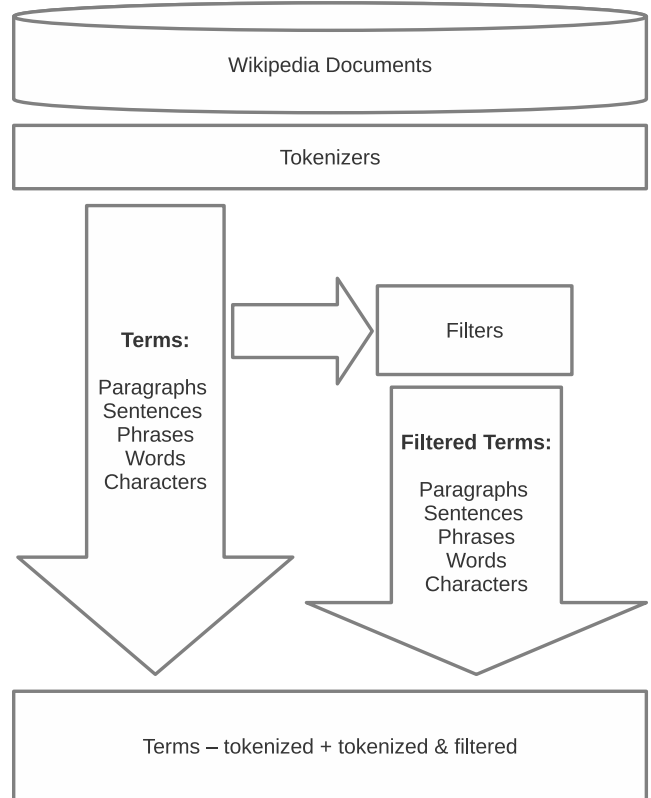 Wikipedia Documents
Tokenizers
Terms:
Paragraphs
Sentences
Phrases
Words
Characters
Filters
Filtered Terms:
Paragraphs
Sentences
Phrases
Words
Characters
Terms – tokenized + tokenized & filtered